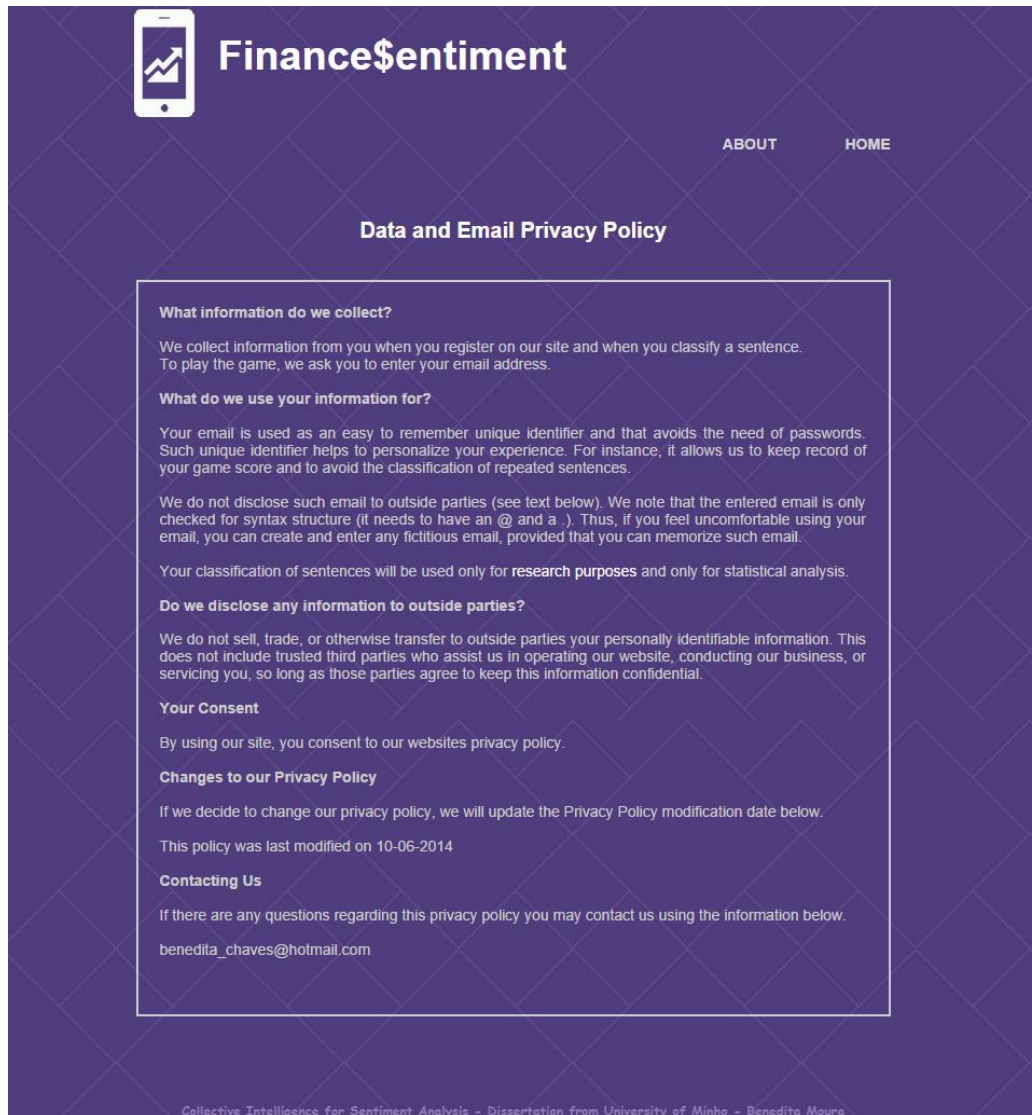 Finance$entiment
ABOUT HOME
Data and Email Privacy Policy
What information do we collect?
We collect information from you when you register on our site and when you classify a sentence.
To play the game, we ask you to enter your email address.
What do we use your information for?
Your email is used as an easy to remember unique identifier and that avoids the need of passwords.
Such unique identifier helps to personalize your experience. For instance, it allows us to keep record of
your game score and to avoid the classification of repeated sentences.
We do not disclose such email to outside parties (see text below). We note that the entered email is only
checked for syntax structure (it needs to have an @ and a .). Thus, if you feel uncomfortable using your
email, you can create and enter any fictitious email, provided that you can memorize such email.
Your classification of sentences will be used only for research purposes and only for statistical analysis.
Do we disclose any information to outside parties?
We do not sell, trade, or otherwise transfer to outside parties your personally identifiable information. This
does not include trusted third parties who assist us in operating our website, conducting our business, or
servicing you, so long as those parties agree to keep this information confidential.
Your Consent
By using our site, you consent to our websites privacy policy.
Changes to our Privacy Policy
If we decide to change our privacy policy, we will update the Privacy Policy modification date below.
This policy was last modified on 10-06-2014
Contacting Us
If there are any questions regarding this privacy policy you may contact us using the information below.
benedita_chaves@hotmail.com
Collective Intelligence for Sentiment Analysis - Dissertation from University of Minho - Benedita Moura